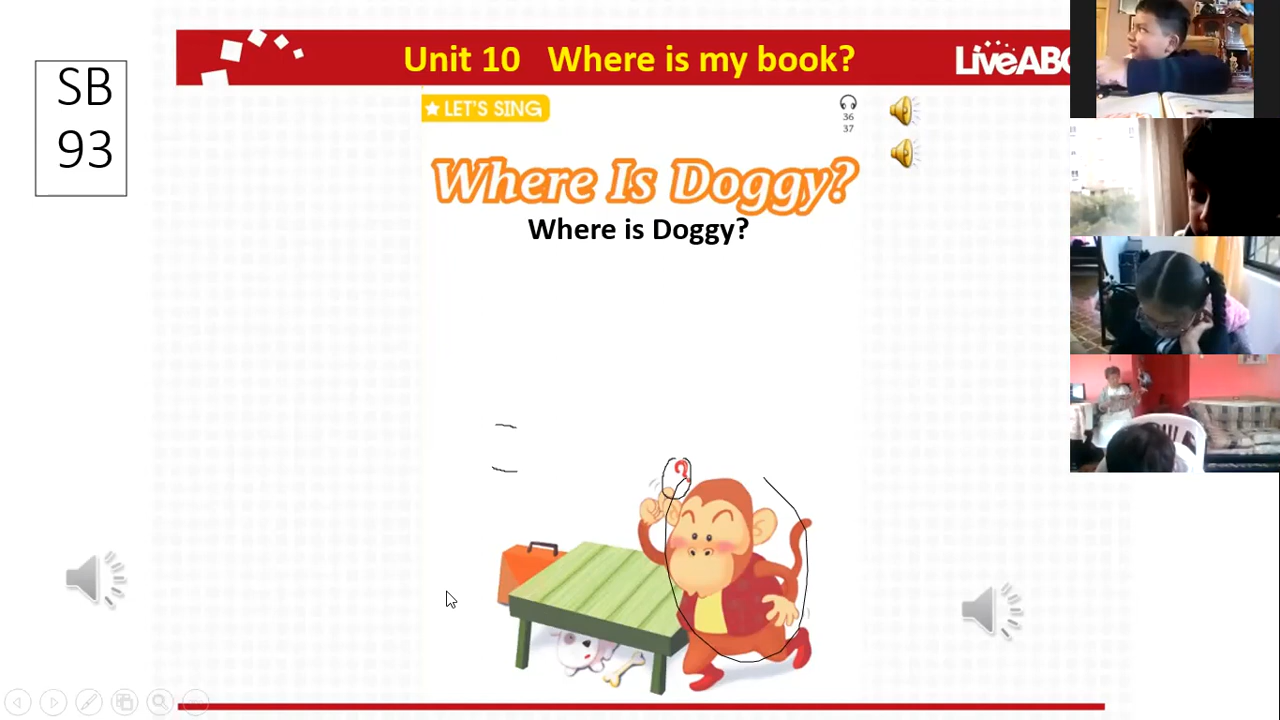 SB
93
Unit 10 Where is my book?
LiveABC
★ LET'S SING
36
37
Where Is Doggy?
Where is Doggy?
?